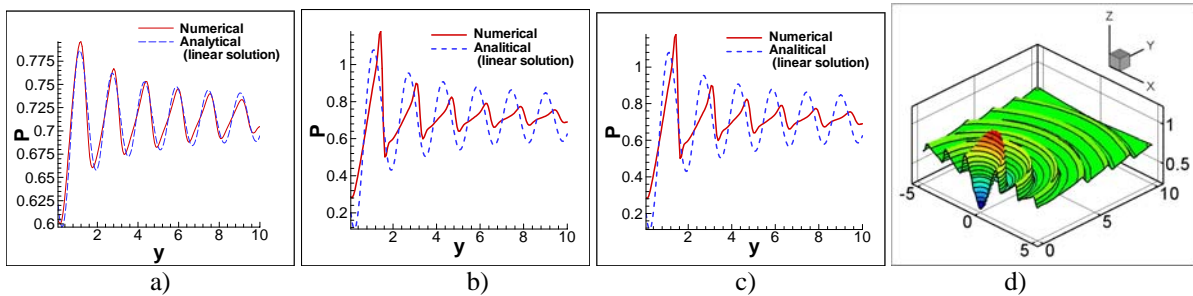 Numerical
Analytical
(linear solution)
P
0.775
0.75
0.725
0.7
0.675
0.65
0.625
0.6
2
4
6
8
10
y
a)
Numerical
Analitical
(linear solution)
P
1
0.8
0.6
0.4
0.2
2
4
6
8
10
y
b)
Numerical
Analitical
(linear solution)
P
1
0.8
0.6
0.4
0.2
2
4
6
8
10
y
c)
Z
Y
X
1
0.5
-5
0
5
0
5
10
d)